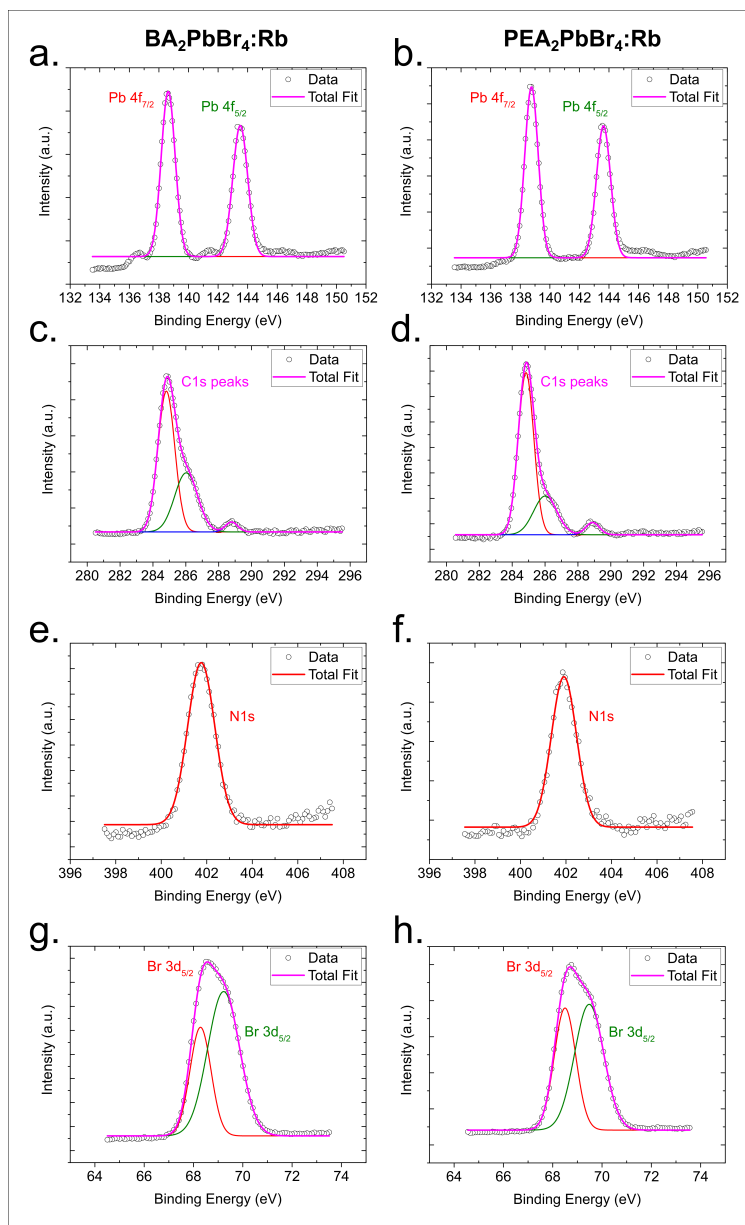 BA₂PbBr₄:Rb PEA₂PbBr₄:Rb
a.
Data
Total Fit
Pb 4f₇/₂
Pb 4f₅/₂
Intensity (a.u.)
132 134 136 138 140 142 144 146 148 150 152
Binding Energy (eV)
b.
Data
Total Fit
Pb 4f₇/₂
Pb 4f₅/₂
Intensity (a.u.)
132 134 136 138 140 142 144 146 148 150 152
Binding Energy (eV)
c.
Data
Total Fit
C1s peaks
Intensity (a.u.)
280 282 284 286 288 290 292 294 296
Binding Energy (eV)
d.
Data
Total Fit
C1s peaks
Intensity (a.u.)
280 282 284 286 288 290 292 294 296
Binding Energy (eV)
e.
Data
Total Fit
N1s
Intensity (a.u.)
396 398 400 402 404 406 408
Binding Energy (eV)
f.
Data
Total Fit
N1s
Intensity (a.u.)
396 398 400 402 404 406 408
Binding Energy (eV)
g.
Data
Total Fit
Br 3d₅/₂
Br 3d₅/₂
Intensity (a.u.)
64 66 68 70 72 74
Binding Energy (eV)
h.
Data
Total Fit
Br 3d₅/₂
Br 3d₅/₂
Intensity (a.u.)
64 66 68 70 72 74
Binding Energy (eV)